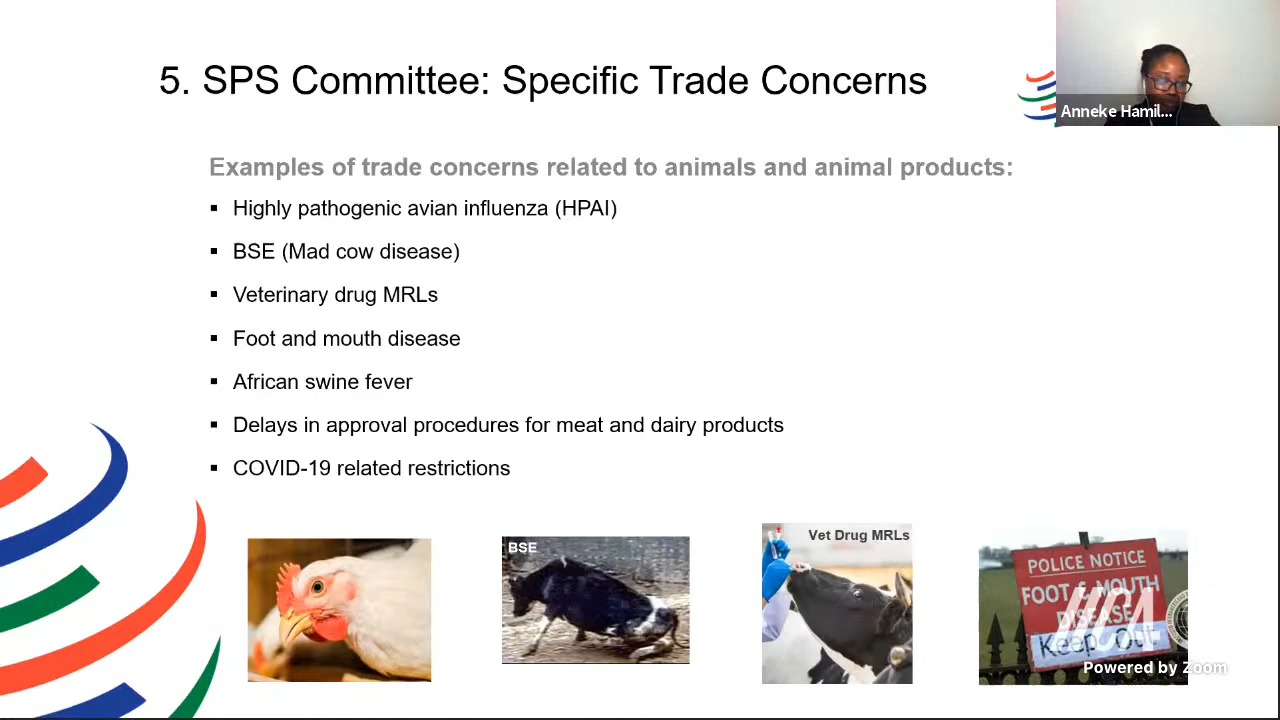 5. SPS Committee: Specific Trade Concerns
Anneke Hamil...
Examples of trade concerns related to animals and animal products:
▪ Highly pathogenic avian influenza (HPAI)
▪ BSE (Mad cow disease)
▪ Veterinary drug MRLs
▪ Foot and mouth disease
▪ African swine fever
▪ Delays in approval procedures for meat and dairy products
▪ COVID-19 related restrictions
BSE
Vet Drug MRLs
POLICE NOTICE
FOOT & MOUTH
DISEASE
Keep Out
IICA
Powered by Zoom